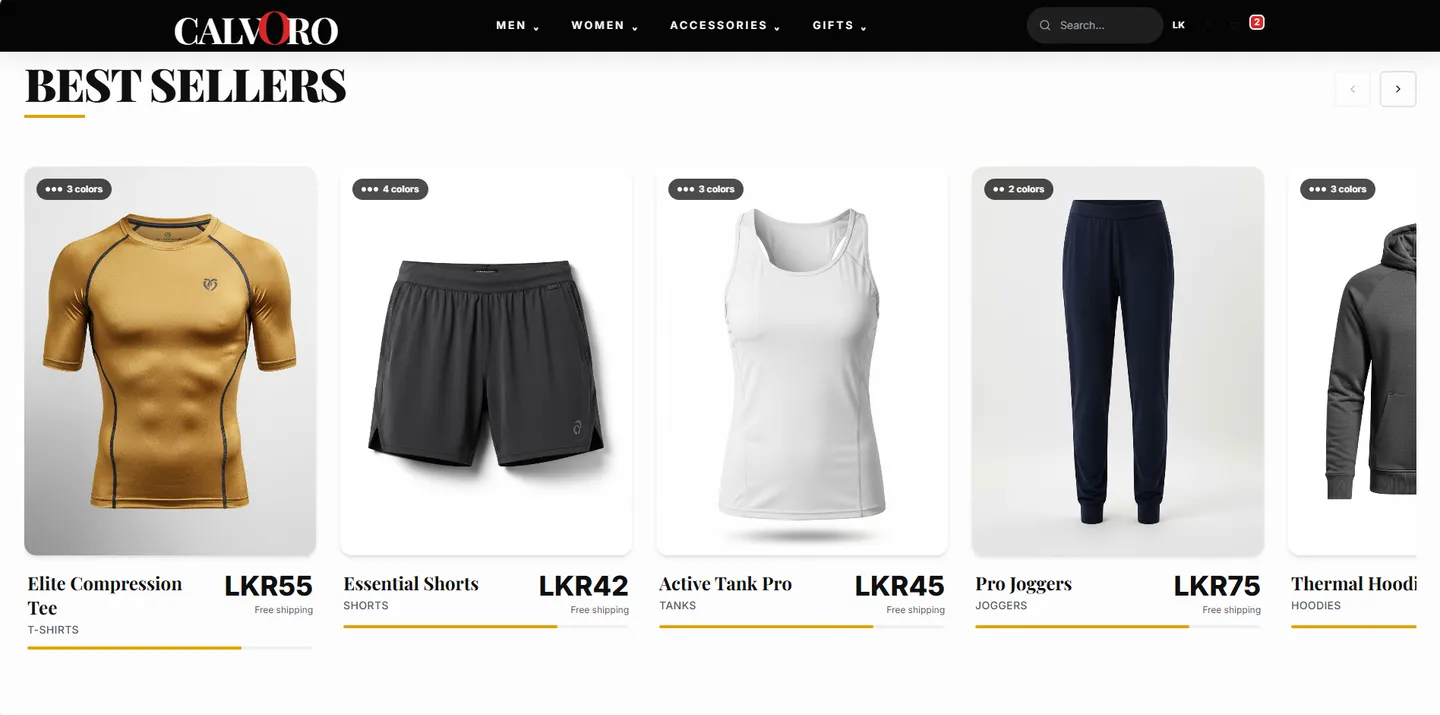 CALVORO
MEN
WOMEN
ACCESSORIES
GIFTS
Search...
LK
2
BEST SELLERS
3 colors
4 colors
3 colors
2 colors
3 colors
Elite Compression
Tee
LKR55
Free shipping
T-SHIRTS
Essential Shorts
LKR42
SHORTS
Free shipping
Active Tank Pro
LKR45
TANKS
Free shipping
Pro Joggers
LKR75
JOGGERS
Free shipping
Thermal Hoodi
HOODIES